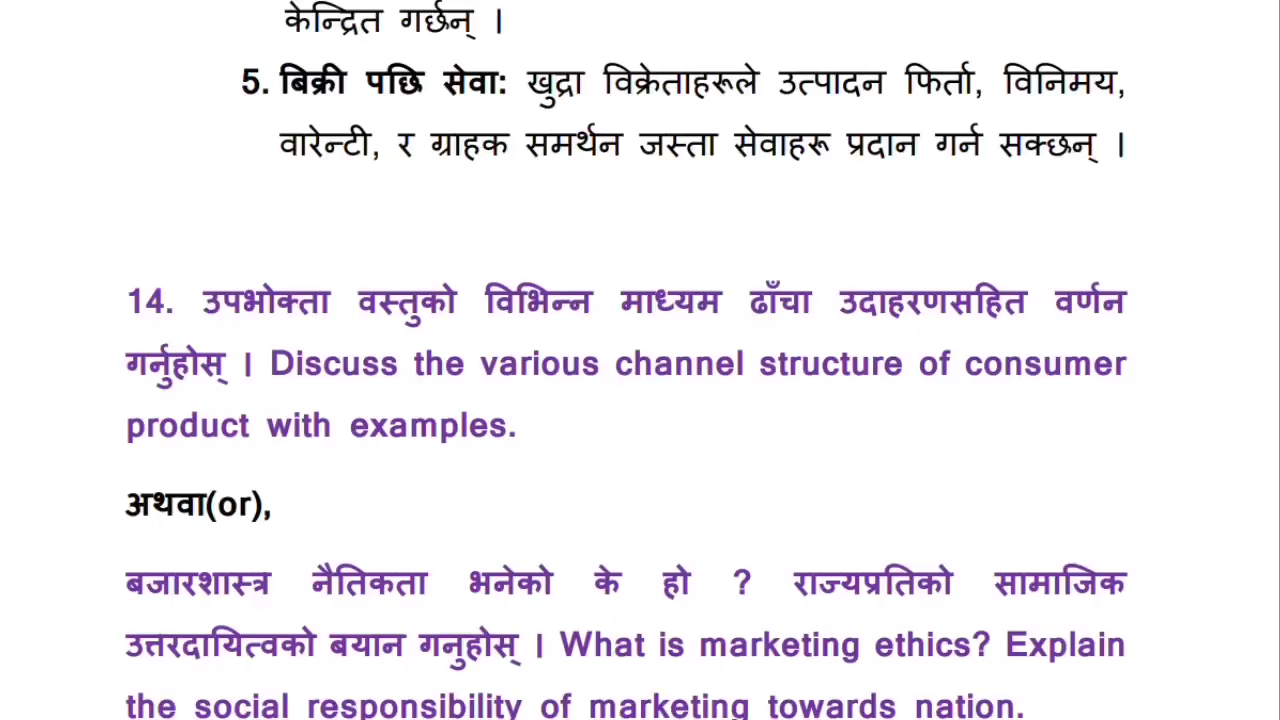 केन्द्रित गर्छन् ।
5. बिक्री पछि सेवा: खुद्रा विक्रेताहरूले उत्पादन फिर्ता, विनिमय,
वारेन्टी, र ग्राहक समर्थन जस्ता सेवाहरू प्रदान गर्न सक्छन् ।
14. उपभोक्ता वस्तुको विभिन्न माध्यम ढाँचा उदाहरणसहित वर्णन
गर्नुहोस् । Discuss the various channel structure of consumer
product with examples.
अथवा(or),
बजारशास्त्र नैतिकता भनेको के हो ? राज्यप्रतिको सामाजिक
उत्तरदायित्वको बयान गनुहोस् । What is marketing ethics? Explain
the social responsibility of marketing towards nation.